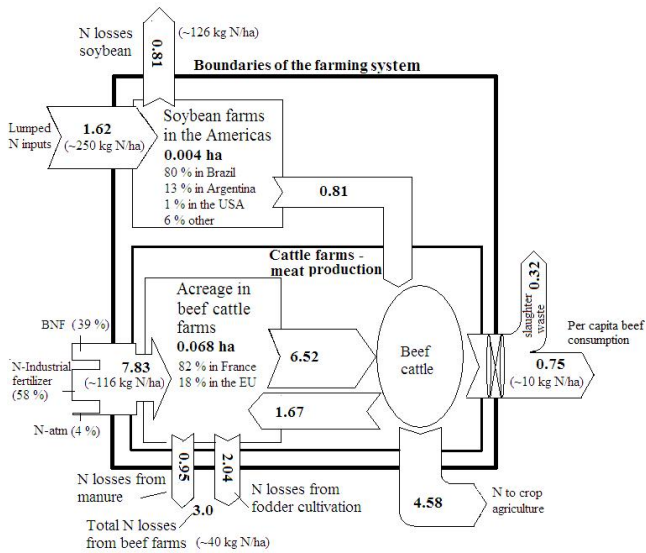 N losses
soybean
0.81
(~126 kg N/ha)
Boundaries of the farming system
Lumped
N inputs
1.62
(~250 kg N/ha)
Soybean farms
in the Americas
0.004 ha
80 % in Brazil
13 % in Argentina
1 % in the USA
6 % other
0.81
Cattle farms -
meat production
Acreage in
beef cattle
farms
0.068 ha
82 % in France
18 % in the EU
BNF (39 %)
N-Industrial
fertilizer
(58 %)
N-atm (4 %)
7.83
(~116 kg N/ha)
6.52
1.67
Beef
cattle
slaughter
waste
0.32
Per capita beef
consumption
0.75
(~10 kg N/ha)
N losses from
manure
0.95
2.04
N losses from
fodder cultivation
3.0
Total N losses
from beef farms (~40 kg N/ha)
4.58
N to crop
agriculture